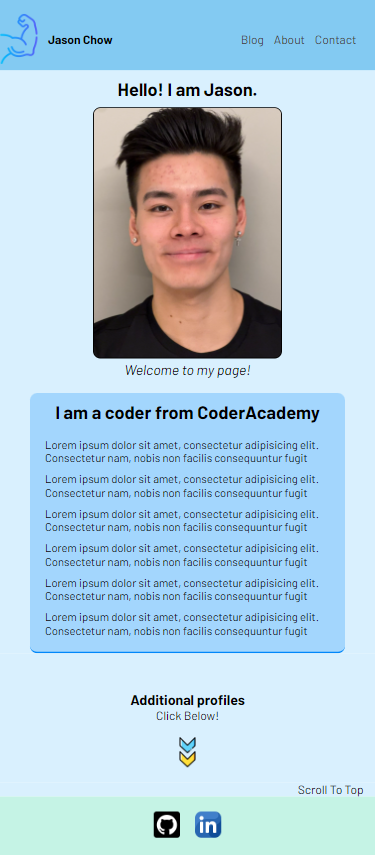 Jason Chow
Blog About Contact
Hello! I am Jason.
Welcome to my page!
I am a coder from CoderAcademy
Lorem ipsum dolor sit amet, consectetur adipisicing elit.
Consectetur nam, nobis non facilis consequuntur fugit
Lorem ipsum dolor sit amet, consectetur adipisicing elit.
Consectetur nam, nobis non facilis consequuntur fugit
Lorem ipsum dolor sit amet, consectetur adipisicing elit.
Consectetur nam, nobis non facilis consequuntur fugit
Lorem ipsum dolor sit amet, consectetur adipisicing elit.
Consectetur nam, nobis non facilis consequuntur fugit
Lorem ipsum dolor sit amet, consectetur adipisicing elit.
Consectetur nam, nobis non facilis consequuntur fugit
Lorem ipsum dolor sit amet, consectetur adipisicing elit.
Consectetur nam, nobis non facilis consequuntur fugit
Additional profiles
Click Below!
Scroll To Top
in